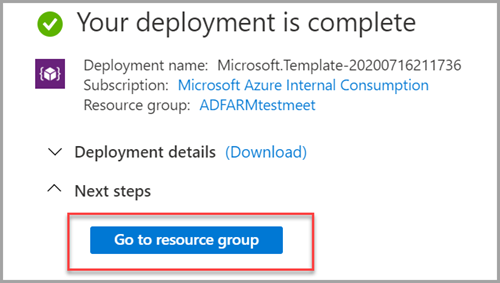 Your deployment is complete
Deployment name: Microsoft.Template-20200716211736
Subscription: Microsoft Azure Internal Consumption
Resource group: ADFARMtestmeet
Deployment details (Download)
Next steps
Go to resource group